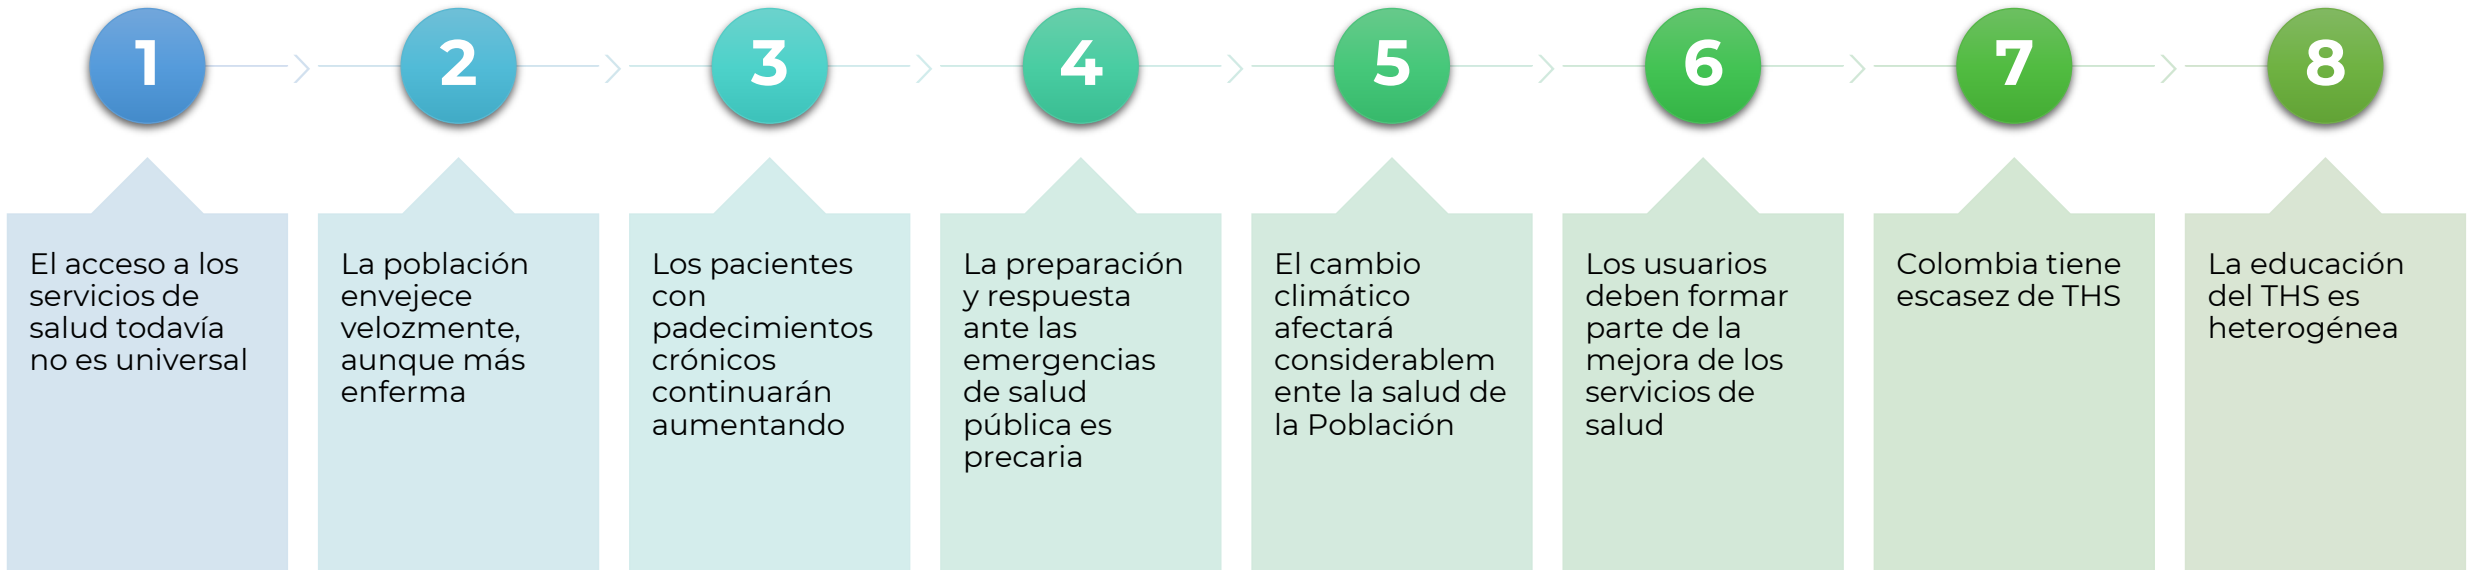 1
2
3
4
5
6
7
8
El acceso a los
servicios de
salud todavía
no es universal
La población
envejece
velozmente,
aunque más
enferma
Los pacientes
con
padecimientos
crónicos
continuarán
aumentando
La preparación
y respuesta
ante las
emergencias
de salud
pública es
precaria
El cambio
climático
afectará
considerablem
ente la salud de
la Población
Los usuarios
deben formar
parte de la
mejora de los
servicios de
salud
Colombia tiene
escasez de THS
La educación
del THS es
heterogénea